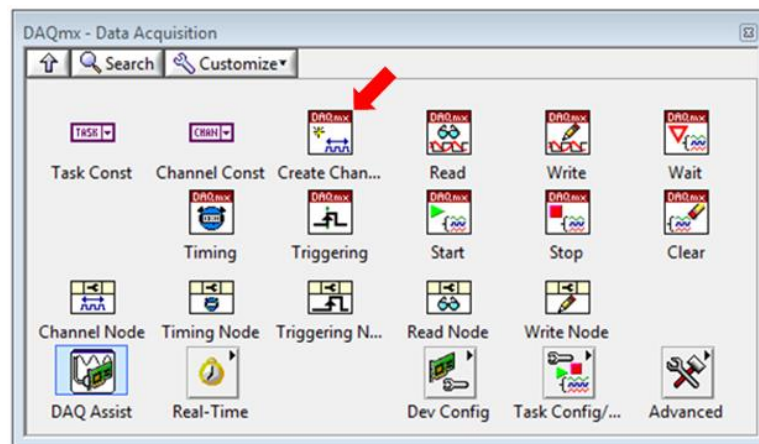 DAQmx - Data Acquisition
Search Customize
DAQmx DAQmx DAQmx DAQmx
TASK CHAN
Task Const Channel Const Create Chan... Read Write Wait
DAQmx DAQmx DAQmx DAQmx DAQmx
Timing Triggering Start Stop Clear
Channel Node Timing Node Triggering N... Read Node Write Node
DAQ Assist Real-Time Dev Config Task Config/... Advanced